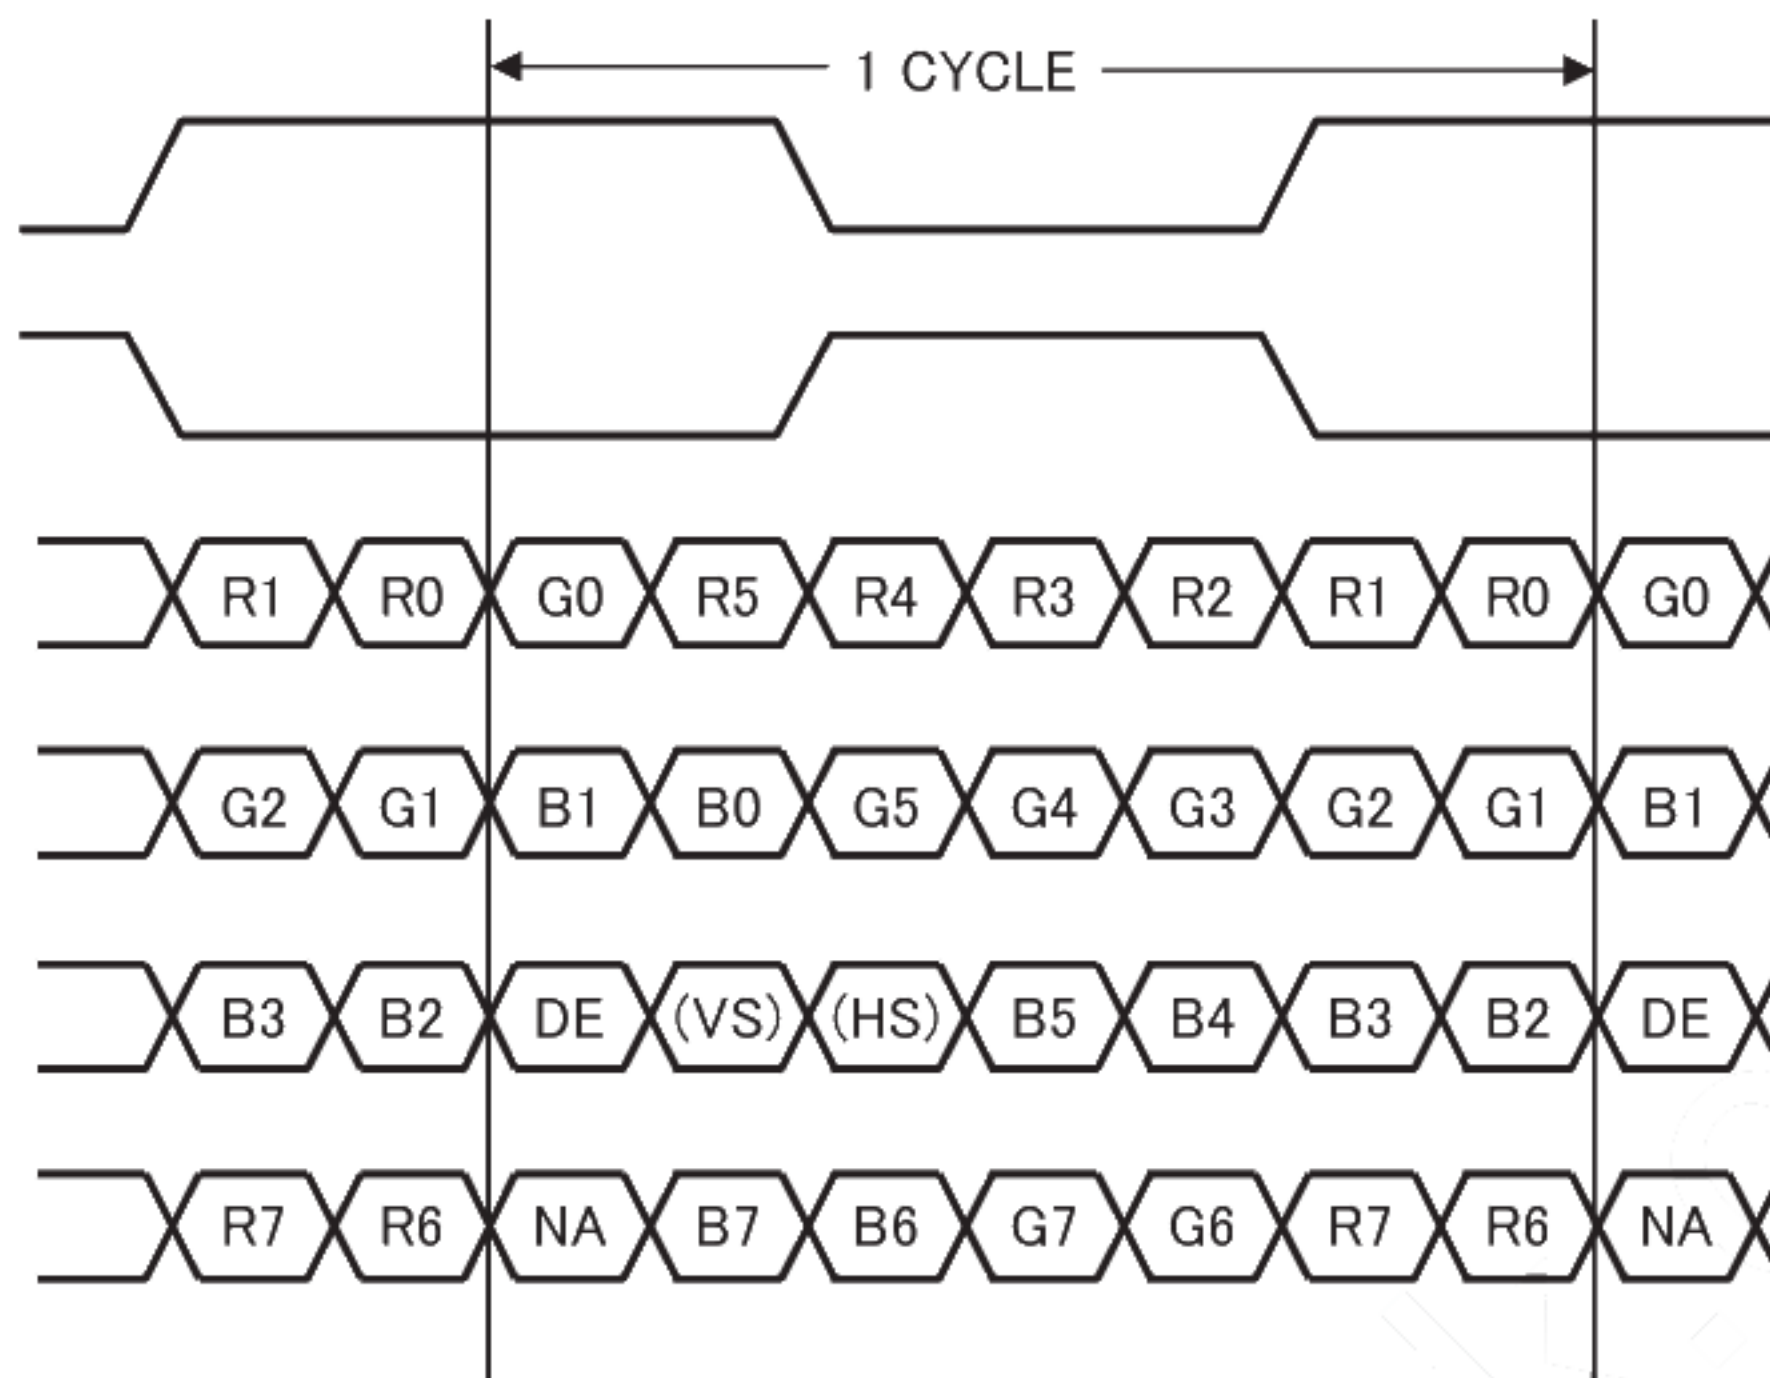 1 CYCLE
R1 R0 G0 R5 R4 R3 R2 R1 R0 G0
G2 G1 B1 B0 G5 G4 G3 G2 G1 B1
B3 B2 DE (VS) (HS) B5 B4 B3 B2 DE
R7 R6 NA B7 B6 G7 G6 R7 R6 NA